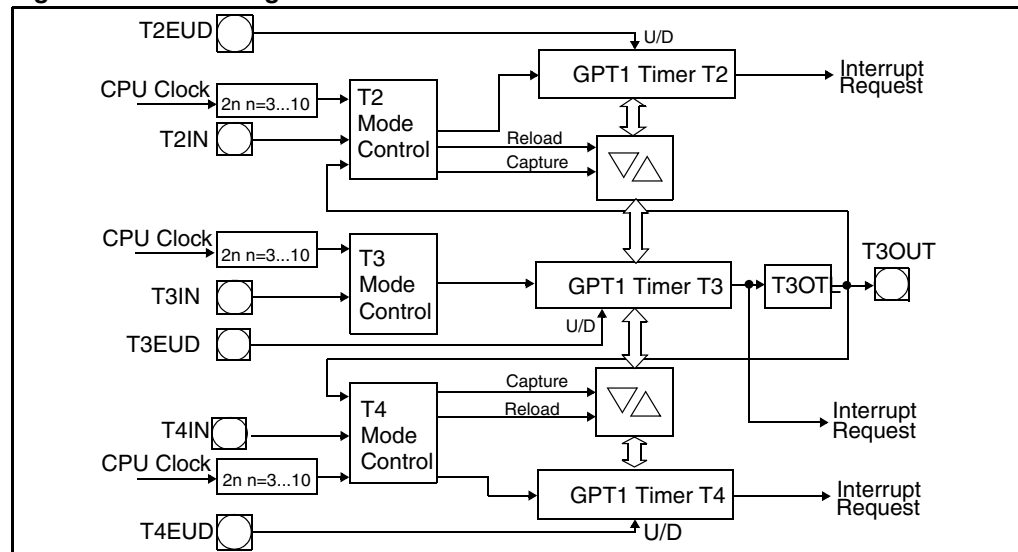 T2EUD
U/D
CPU Clock
2n n=3...10
T2IN
T2
Mode
Control
Reload
Capture
GPT1 Timer T2
Interrupt
Request
CPU Clock
2n n=3...10
T3IN
T3EUD
T3
Mode
Control
U/D
GPT1 Timer T3
T3OT
T3OUT
Capture
Reload
T4IN
CPU Clock
2n n=3...10
T4
Mode
Control
Interrupt
Request
GPT1 Timer T4
Interrupt
Request
T4EUD
U/D